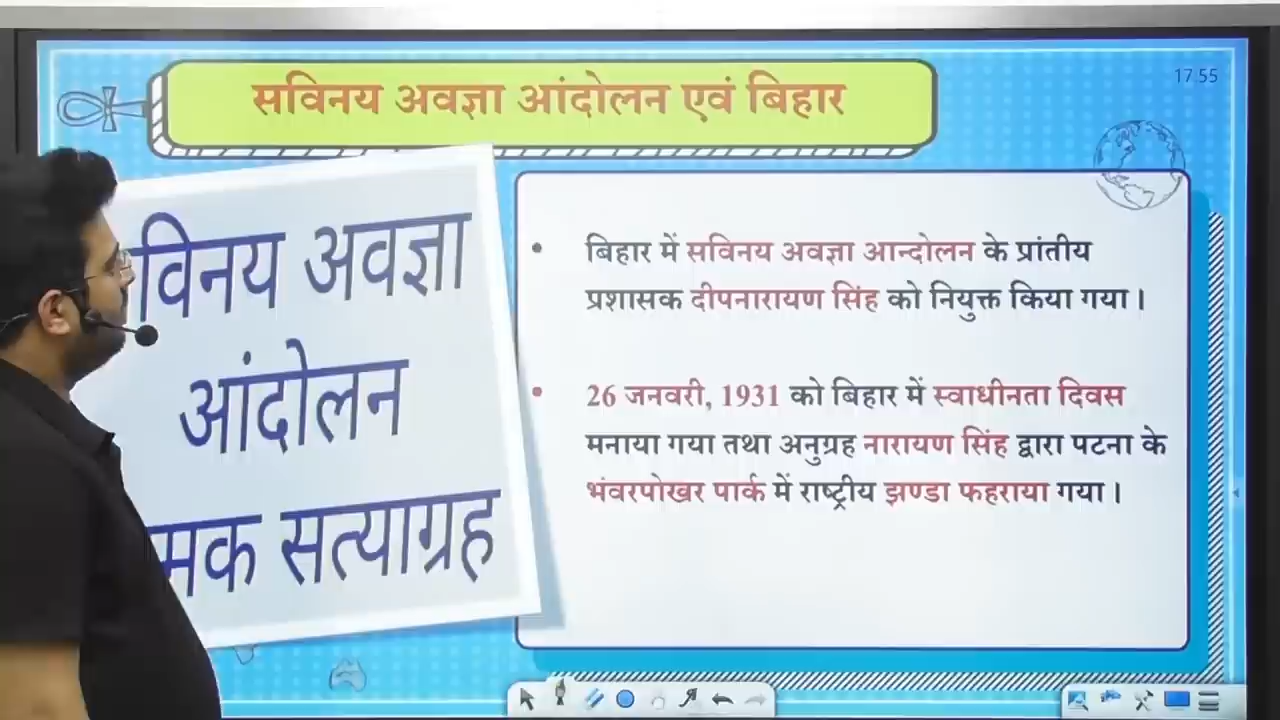 सविनय अवज्ञा आंदोलन एवं बिहार
17:55
विनय अवज्ञा
आंदोलन
मक सत्याग्रह
• बिहार में सविनय अवज्ञा आन्दोलन के प्रांतीय
प्रशासक दीपनारायण सिंह को नियुक्त किया गया।
• 26 जनवरी, 1931 को बिहार में स्वाधीनता दिवस
मनाया गया तथा अनुग्रह नारायण सिंह द्वारा पटना के
भंवरपोखर पार्क में राष्ट्रीय झण्डा फहराया गया।